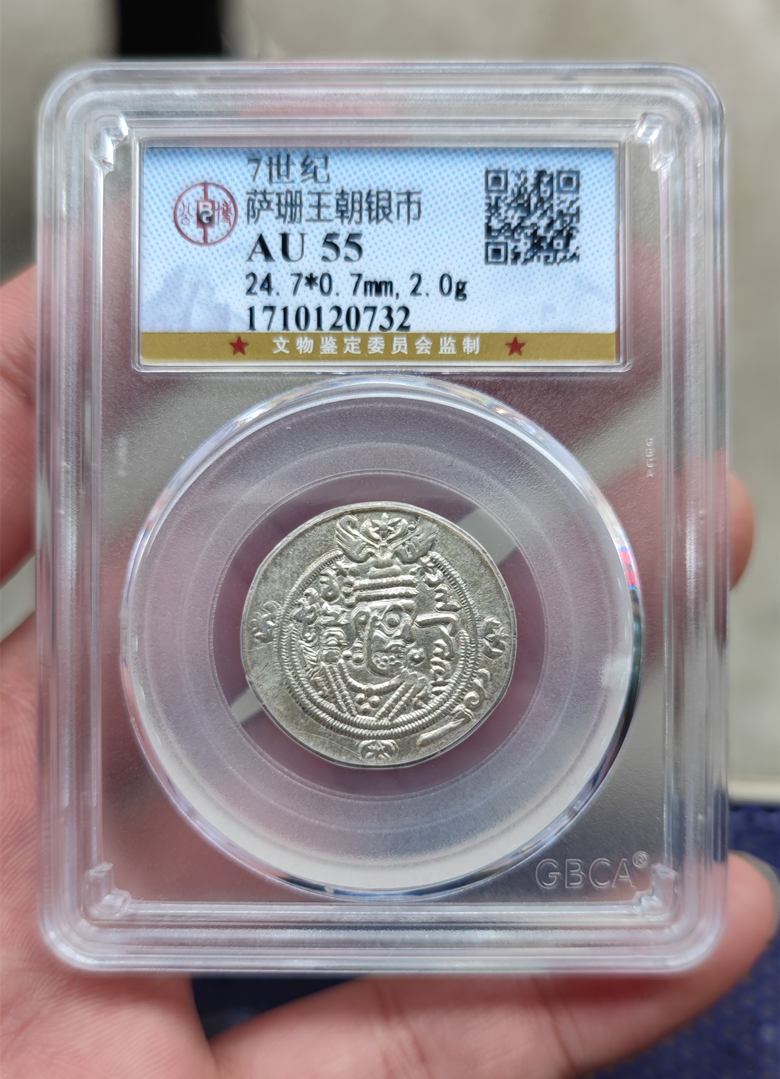 7世纪
萨珊王朝银币
AU 55
24.7*0.7mm, 2.0g
1710120732
★ 文物鉴定委员会监制 ★
GBCA®